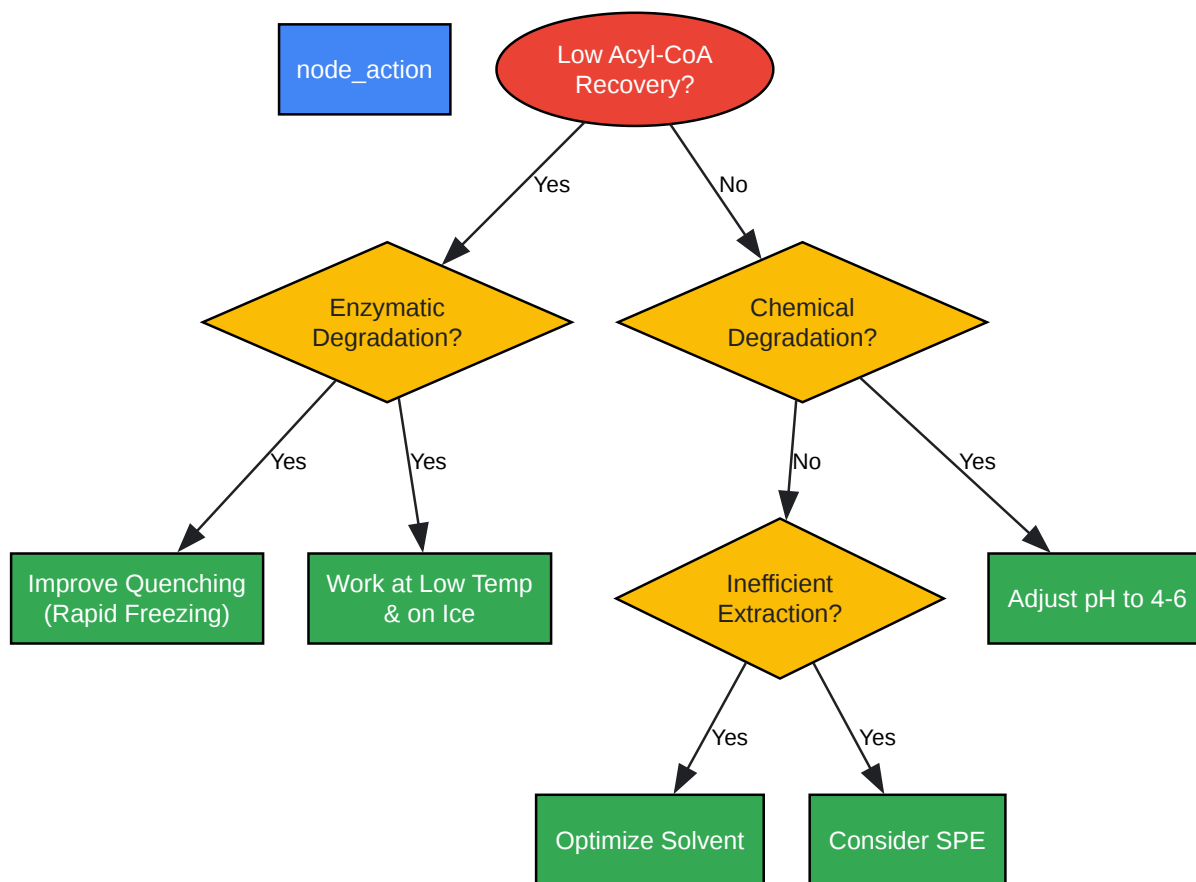 node_action
Low Acyl-CoA
Recovery?
Yes
No
Enzymatic
Degradation?
Chemical
Degradation?
Yes
Yes
No
Yes
Improve Quenching
(Rapid Freezing)
Work at Low Temp
& on Ice
Inefficient
Extraction?
Adjust pH to 4-6
Yes
Yes
Optimize Solvent
Consider SPE